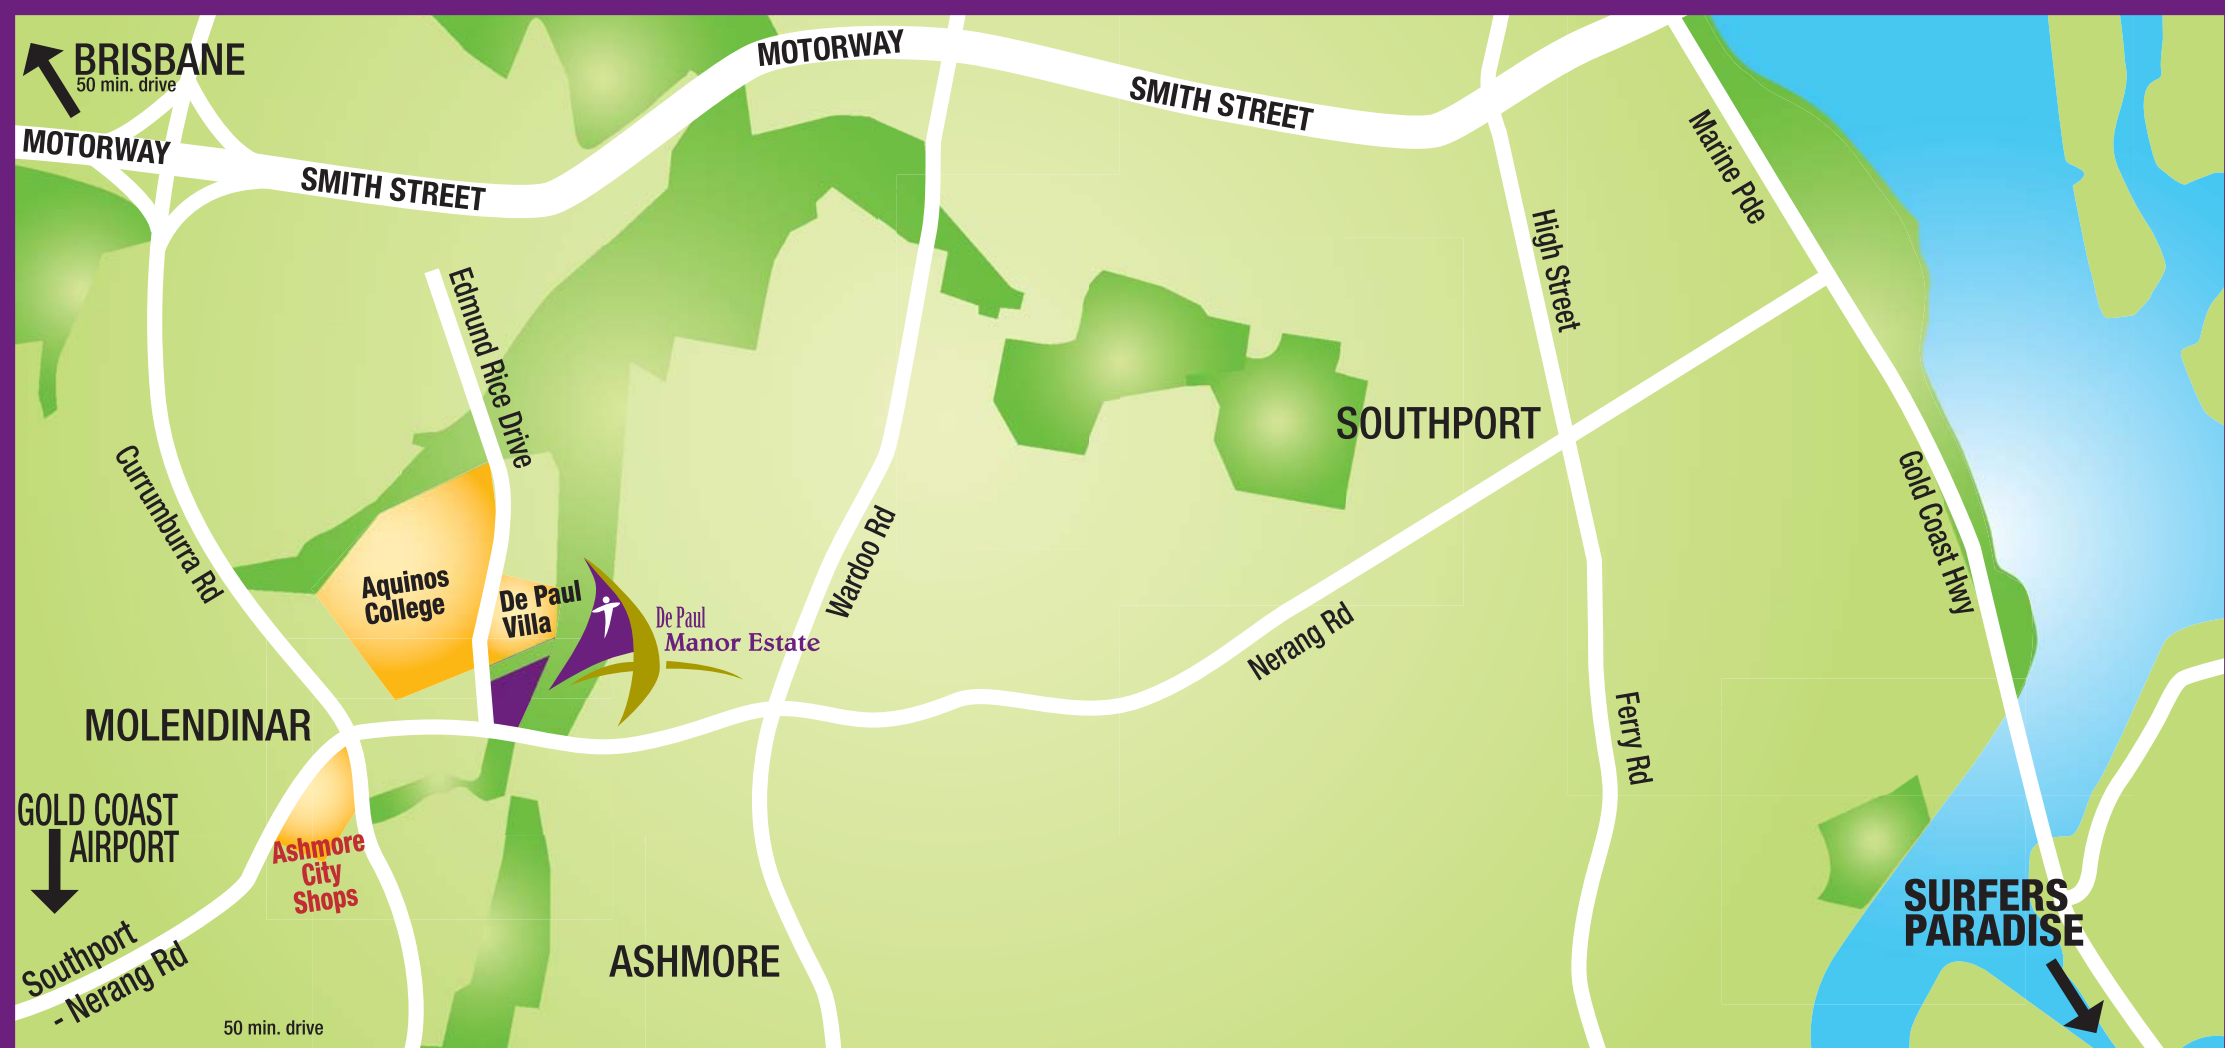 BRISBANE
50 min. drive
MOTORWAY
SMITH STREET
MOTORWAY
SMITH STREET
Marine Pde
High Street
Edmund Rice Drive
SOUTHPORT
Currumburra Rd
Gold Coast Hwy
Wardoo Rd
Aquinos
College
De Paul
Villa
De Paul
Manor Estate
Nerang Rd
Ferry Rd
MOLENDINAR
GOLD COAST
AIRPORT
Ashmore
City
Shops
SURFERS
PARADISE
Southport
- Nerang Rd
ASHMORE
50 min. drive